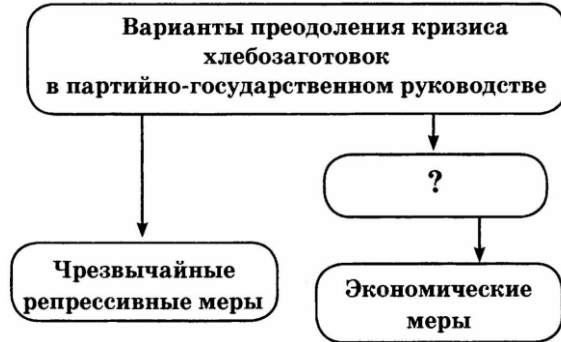 Варианты преодоления кризиса
хлебозаготовок
в партийно-государственном руководстве
?
Чрезвычайные
репрессивные меры
Экономические
меры